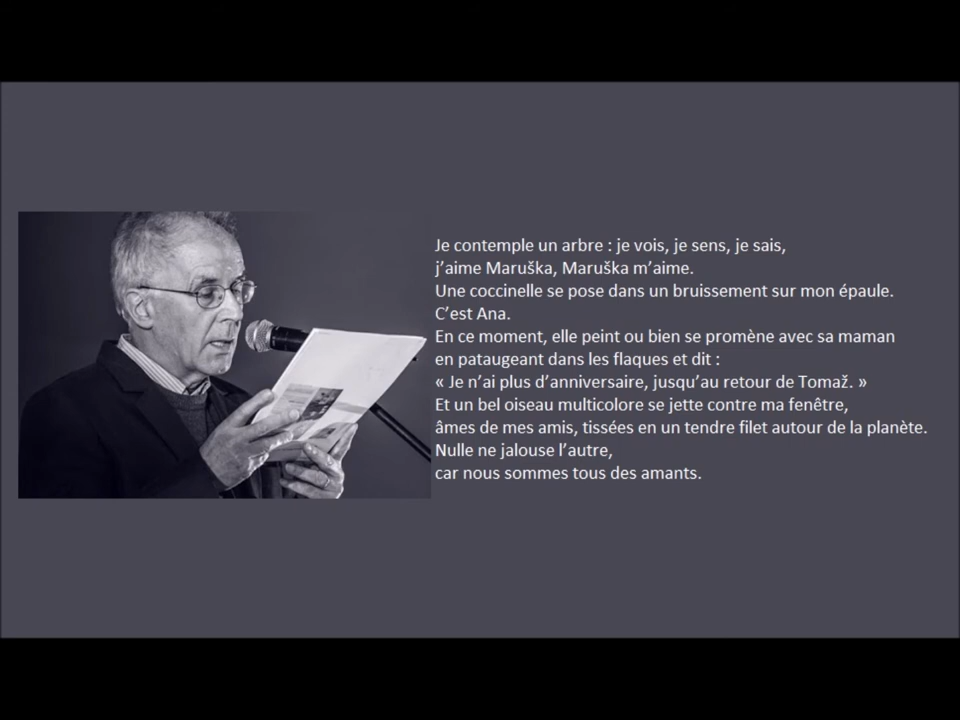 Je contemple un arbre : je vois, je sens, je sais,
j’aime Maruška, Maruška m’aime.
Une coccinelle se pose dans un bruissement sur mon épaule.
C’est Ana.
En ce moment, elle peint ou bien se promène avec sa maman
en pataugeant dans les flaques et dit :
« Je n’ai plus d’anniversaire, jusqu’au retour de Tomaž. »
Et un bel oiseau multicolore se jette contre ma fenêtre,
âmes de mes amis, tissées en un tendre filet autour de la planète.
Nulle ne jalouse l’autre,
car nous sommes tous des amants.